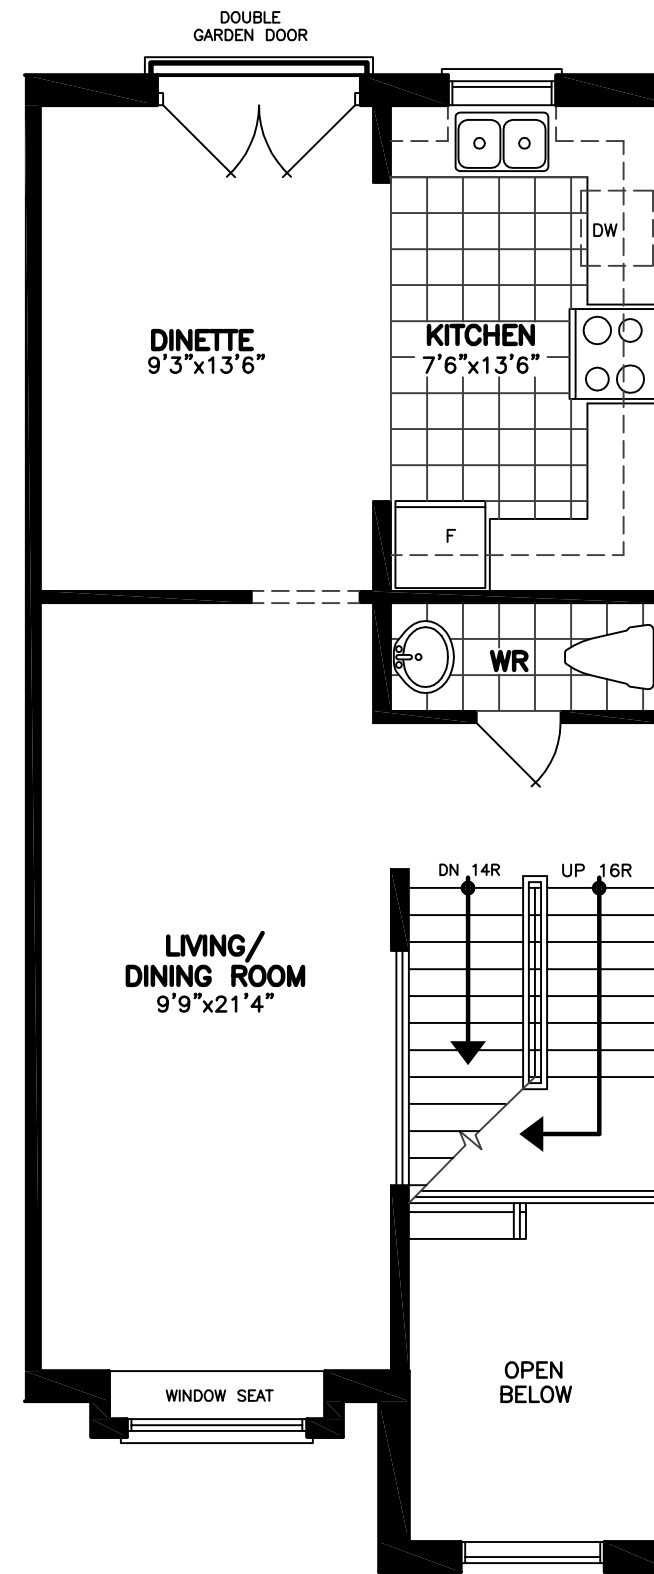 DOUBLE
GARDEN DOOR
DW
DINETTE
9'3"x13'6"
KITCHEN
7'6"x13'6"
F
WR
DN 14R
UP 16R
LIVING/
DINING ROOM
9'9"x21'4"
WINDOW SEAT
OPEN
BELOW